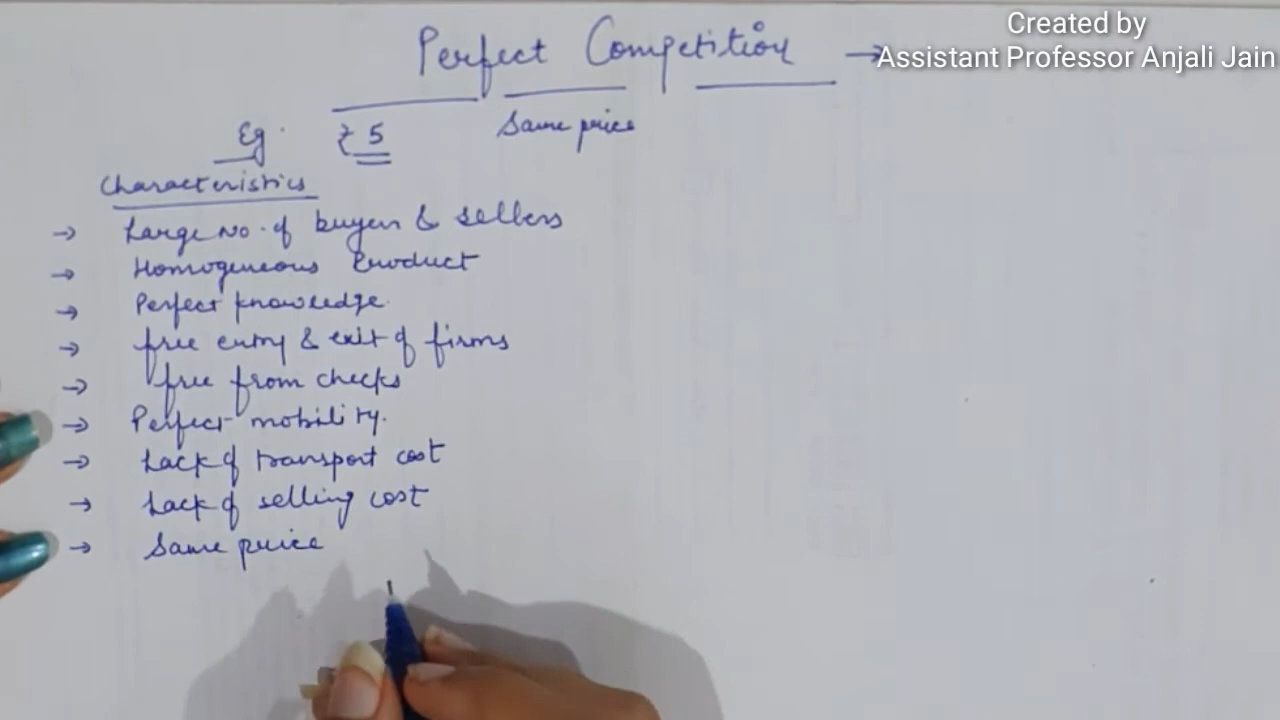 Created by
Assistant Professor Anjali Jain
Perfect Competition →
Eg. ₹ 5 Same price
Characteristics
→ Large No. of buyers & sellers
→ Homogeneous Product
→ Perfect knowledge.
→ free entry & exit of firms
→ free from checks
→ Perfect mobility.
→ Lack of transport cost
→ Lack of selling cost
→ Same price